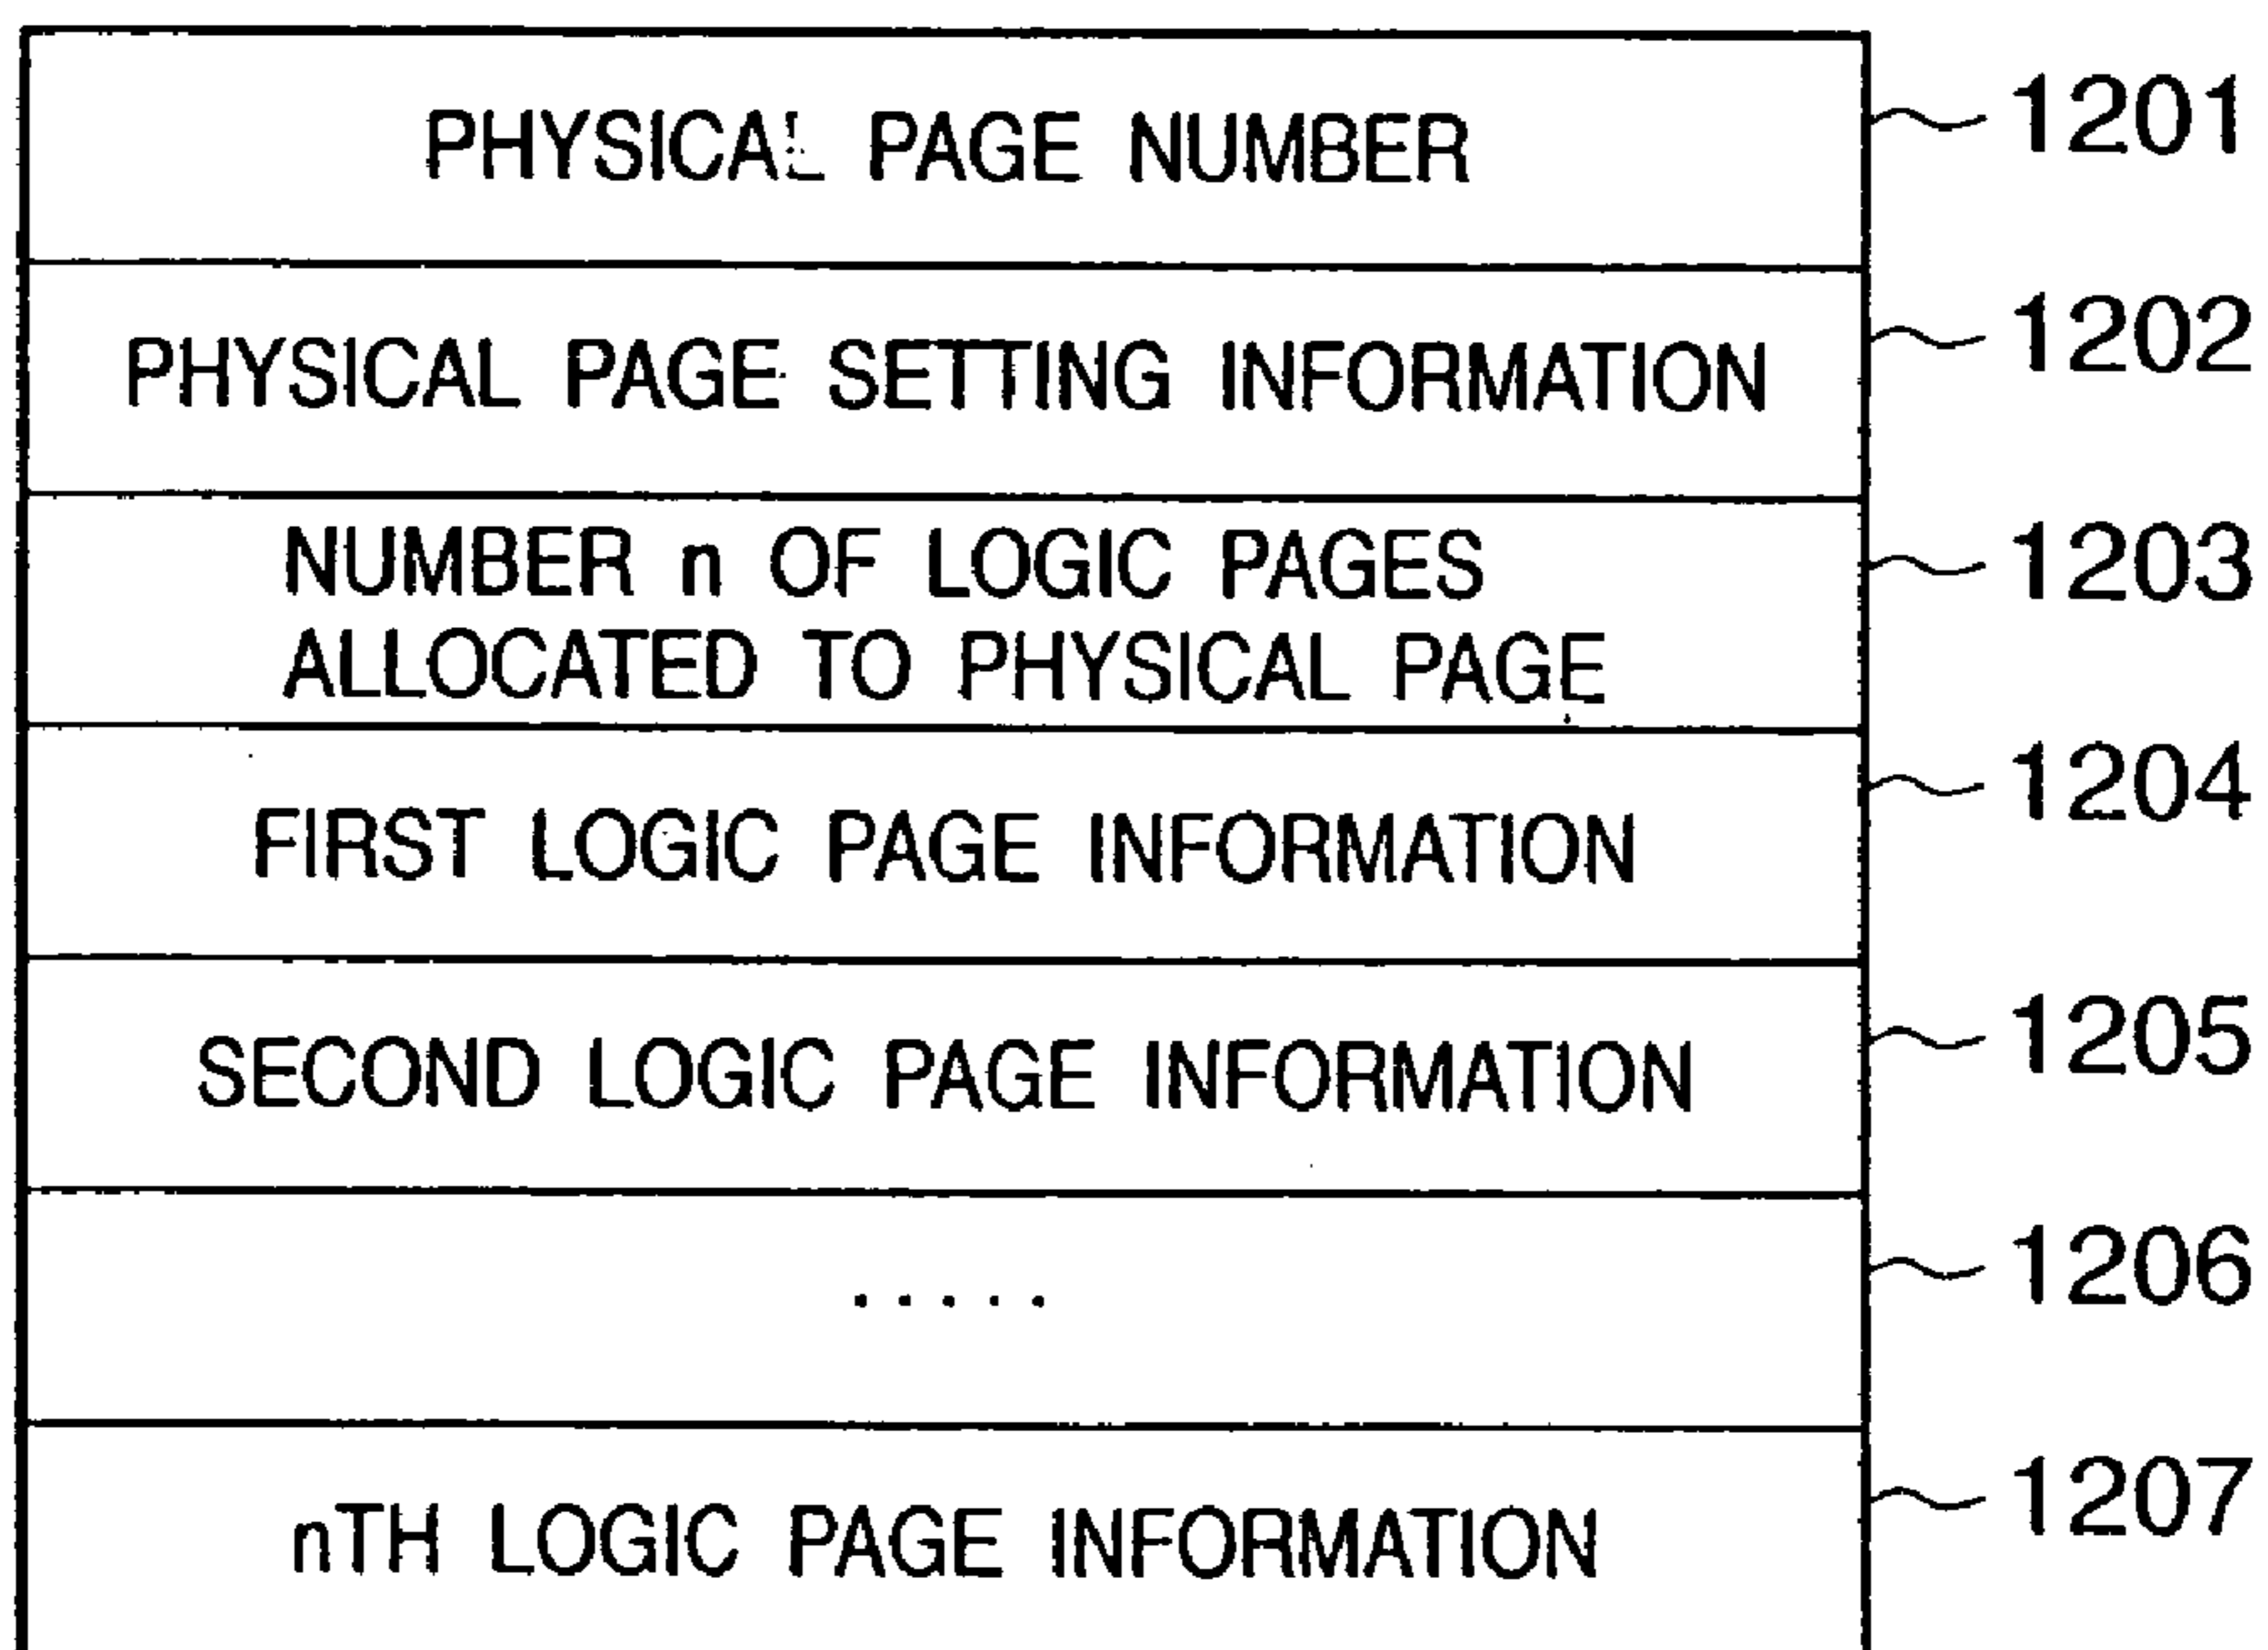 PHYSICAL PAGE NUMBER 1201
PHYSICAL PAGE SETTING INFORMATION 1202
NUMBER n OF LOGIC PAGES 1203
ALLOCATED TO PHYSICAL PAGE
FIRST LOGIC PAGE INFORMATION 1204
SECOND LOGIC PAGE INFORMATION 1205
..... 1206
nTH LOGIC PAGE INFORMATION 1207